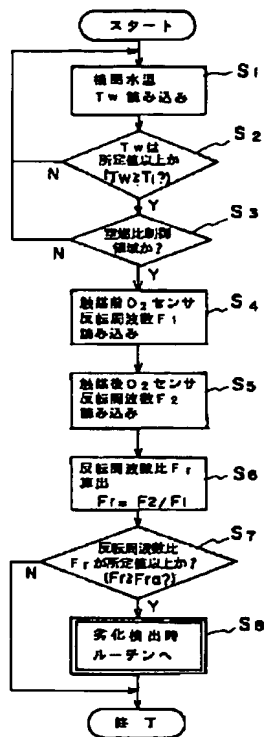 スタート
機関水温
Tw 読み込み
S1
Twは
所定値以上か
(Tw≧T1?)
S2
N
Y
空燃比制御
領域か?
S3
N
Y
触媒前O2センサ
反転周波数F1
読み込み
S4
触媒後O2センサ
反転周波数F2
読み込み
S5
反転周波数比Fr
算出
Fr=F2/F1
S6
反転周波数比
Frが所定値以上か?
(Fr≧Fra?)
S7
N
Y
劣化検出時
ルーチンへ
S8
終了